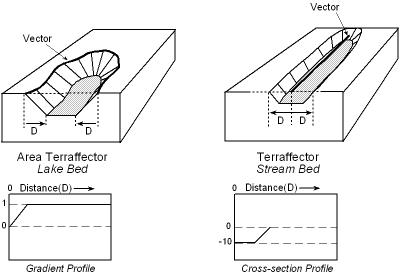 Vector
D
D
Area Terraffector
Lake Bed
0 Distance(D)
1
0
Gradient Profile
Vector
D
D
Terraffector
Stream Bed
0 Distance(D)
0
-10
Cross-section Profile